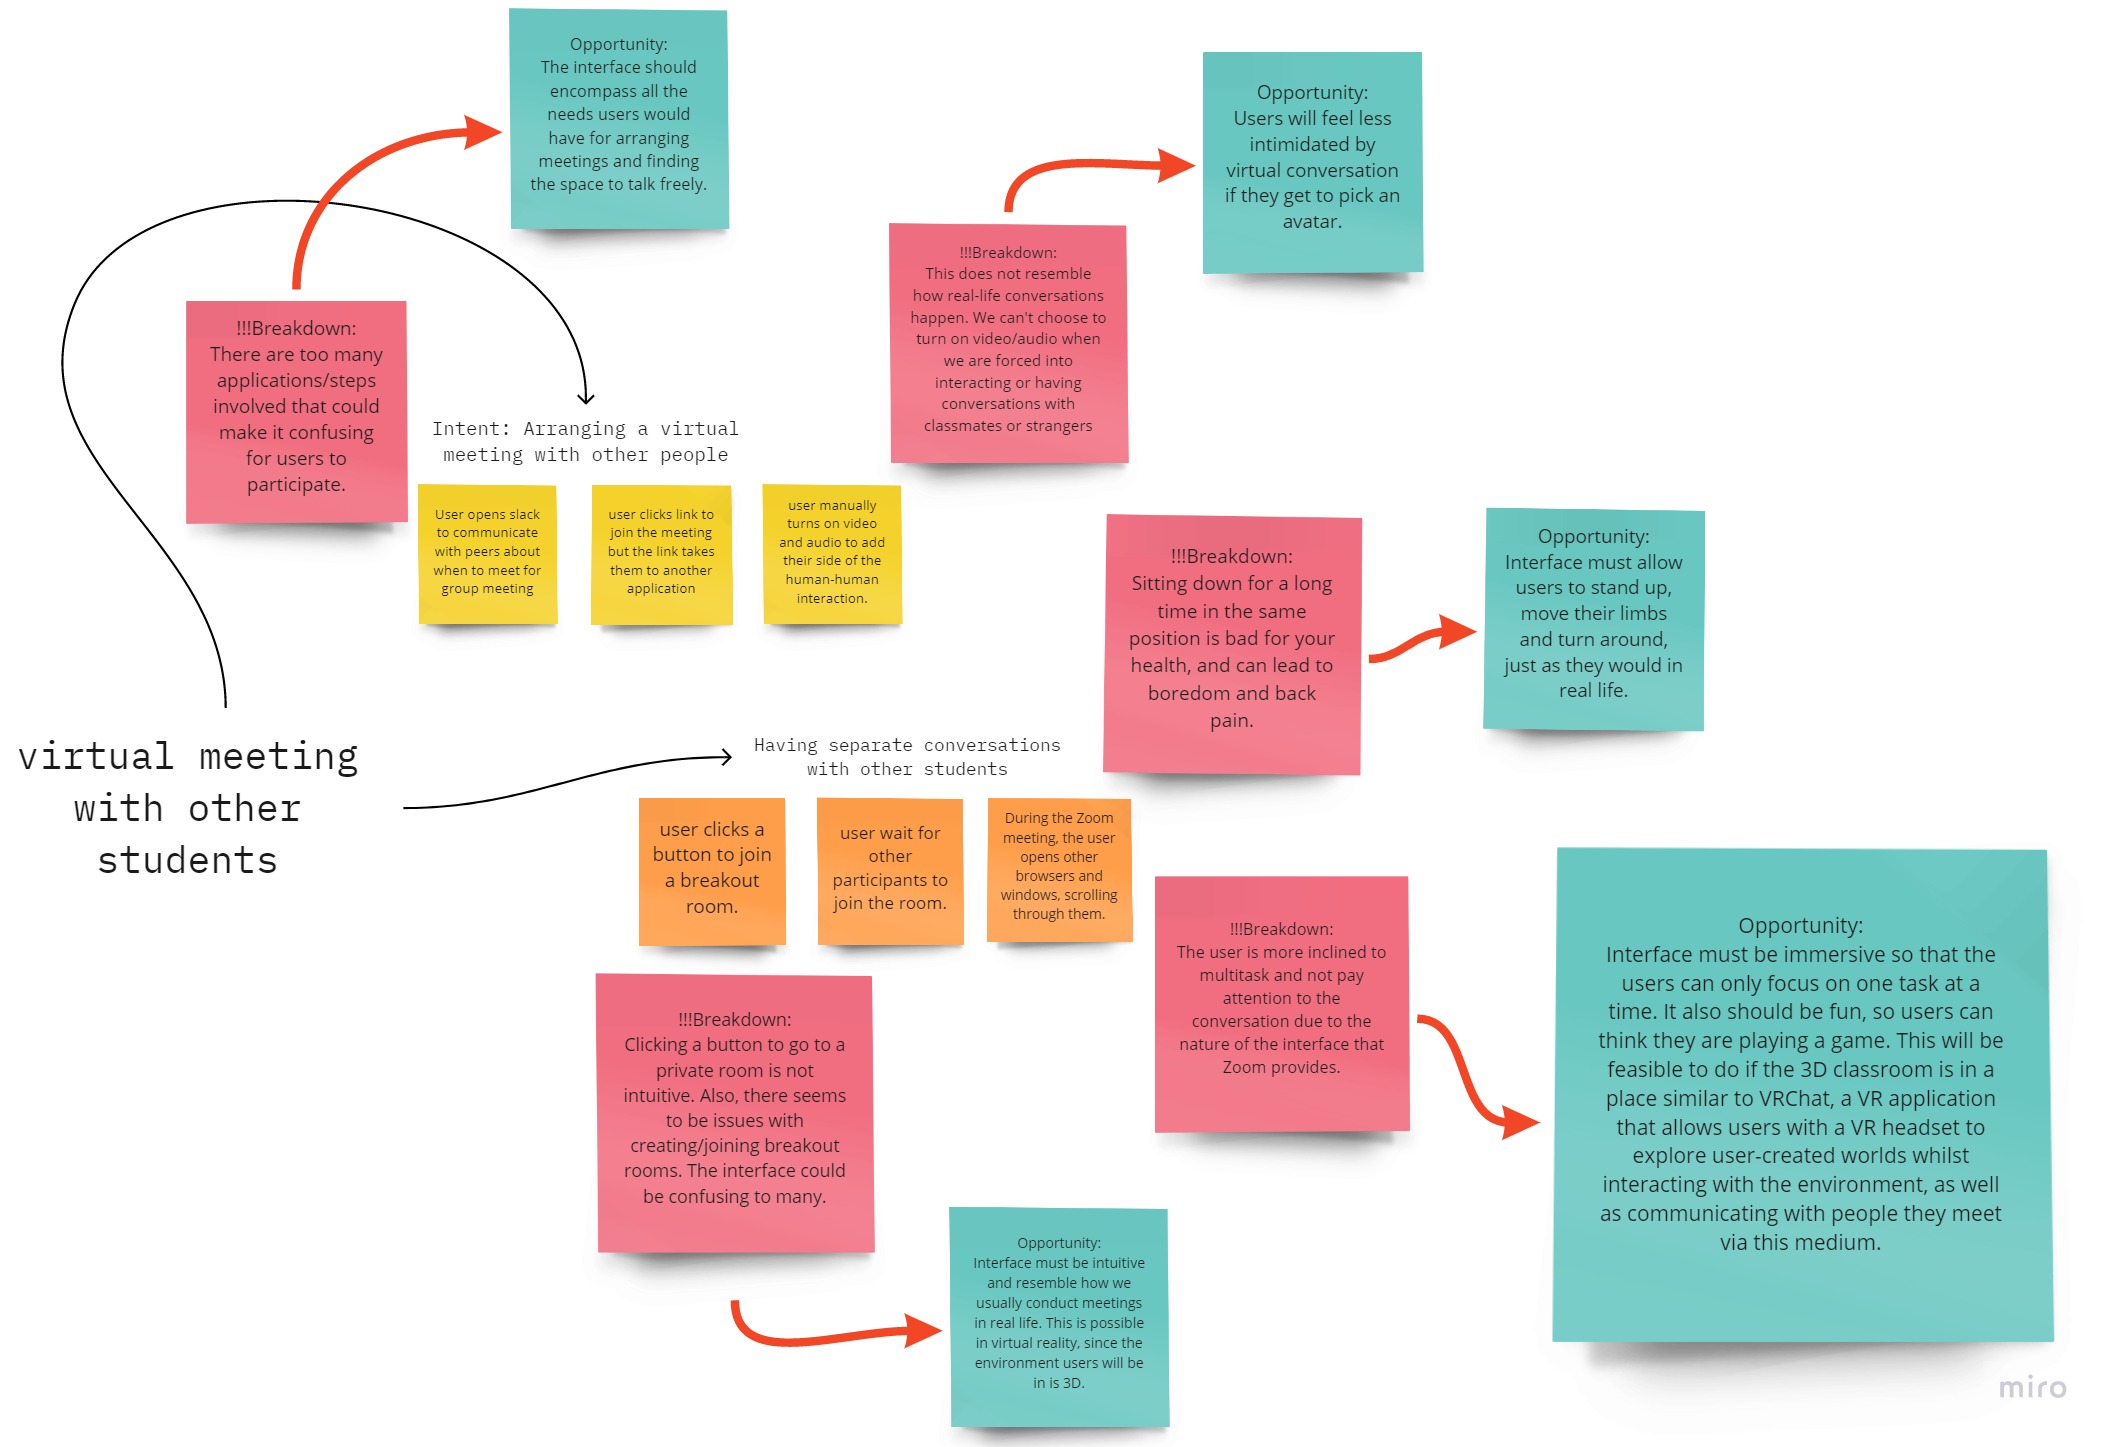 Opportunity:
The interface should
encompass all the
needs users would
have for arranging
meetings and finding
the space to talk freely.
Opportunity:
Users will feel less
intimidated by
virtual conversation
if they get to pick an
avatar.
!!!Breakdown:
This does not resemble
how real-life conversations
happen. We can't choose to
turn on video/audio when
we are forced into
interacting or having
conversations with
classmates or strangers
!!!Breakdown:
There are too many
applications/steps
involved that could
make it confusing
for users to
participate.
Intent: Arranging a virtual
meeting with other people
User opens slack
to communicate
with peers about
when to meet for
group meeting
user clicks link to
join the meeting
but the link takes
them to another
application
user manually
turns on video
and audio to add
their side of the
human-human
interaction.
!!!Breakdown:
Sitting down for a long
time in the same
position is bad for your
health, and can lead to
boredom and back
pain.
Opportunity:
Interface must allow
users to stand up,
move their limbs
and turn around,
just as they would in
real life.
virtual meeting
with other
students
Having separate conversations
with other students
user clicks a
button to join
a breakout
room.
user wait for
other
participants to
join the room.
During the Zoom
meeting, the user
opens other
browsers and
windows, scrolling
through them.
!!!Breakdown:
The user is more inclined to
multitask and not pay
attention to the
conversation due to the
nature of the interface that
Zoom provides.
Opportunity:
Interface must be immersive so that the
users can only focus on one task at a
time. It also should be fun, so users can
think they are playing a game. This will be
feasible to do if the 3D classroom is in a
place similar to VRChat, a VR application
that allows users with a VR headset to
explore user-created worlds whilst
interacting with the environment, as well
as communicating with people they meet
via this medium.
!!!Breakdown:
Clicking a button to go to a
private room is not
intuitive. Also, there seems
to be issues with
creating/joining breakout
rooms. The interface could
be confusing to many.
Opportunity:
Interface must be intuitive
and resemble how we
usually conduct meetings
in real life. This is possible
in virtual reality, since the
environment users will be
in is 3D.
miro